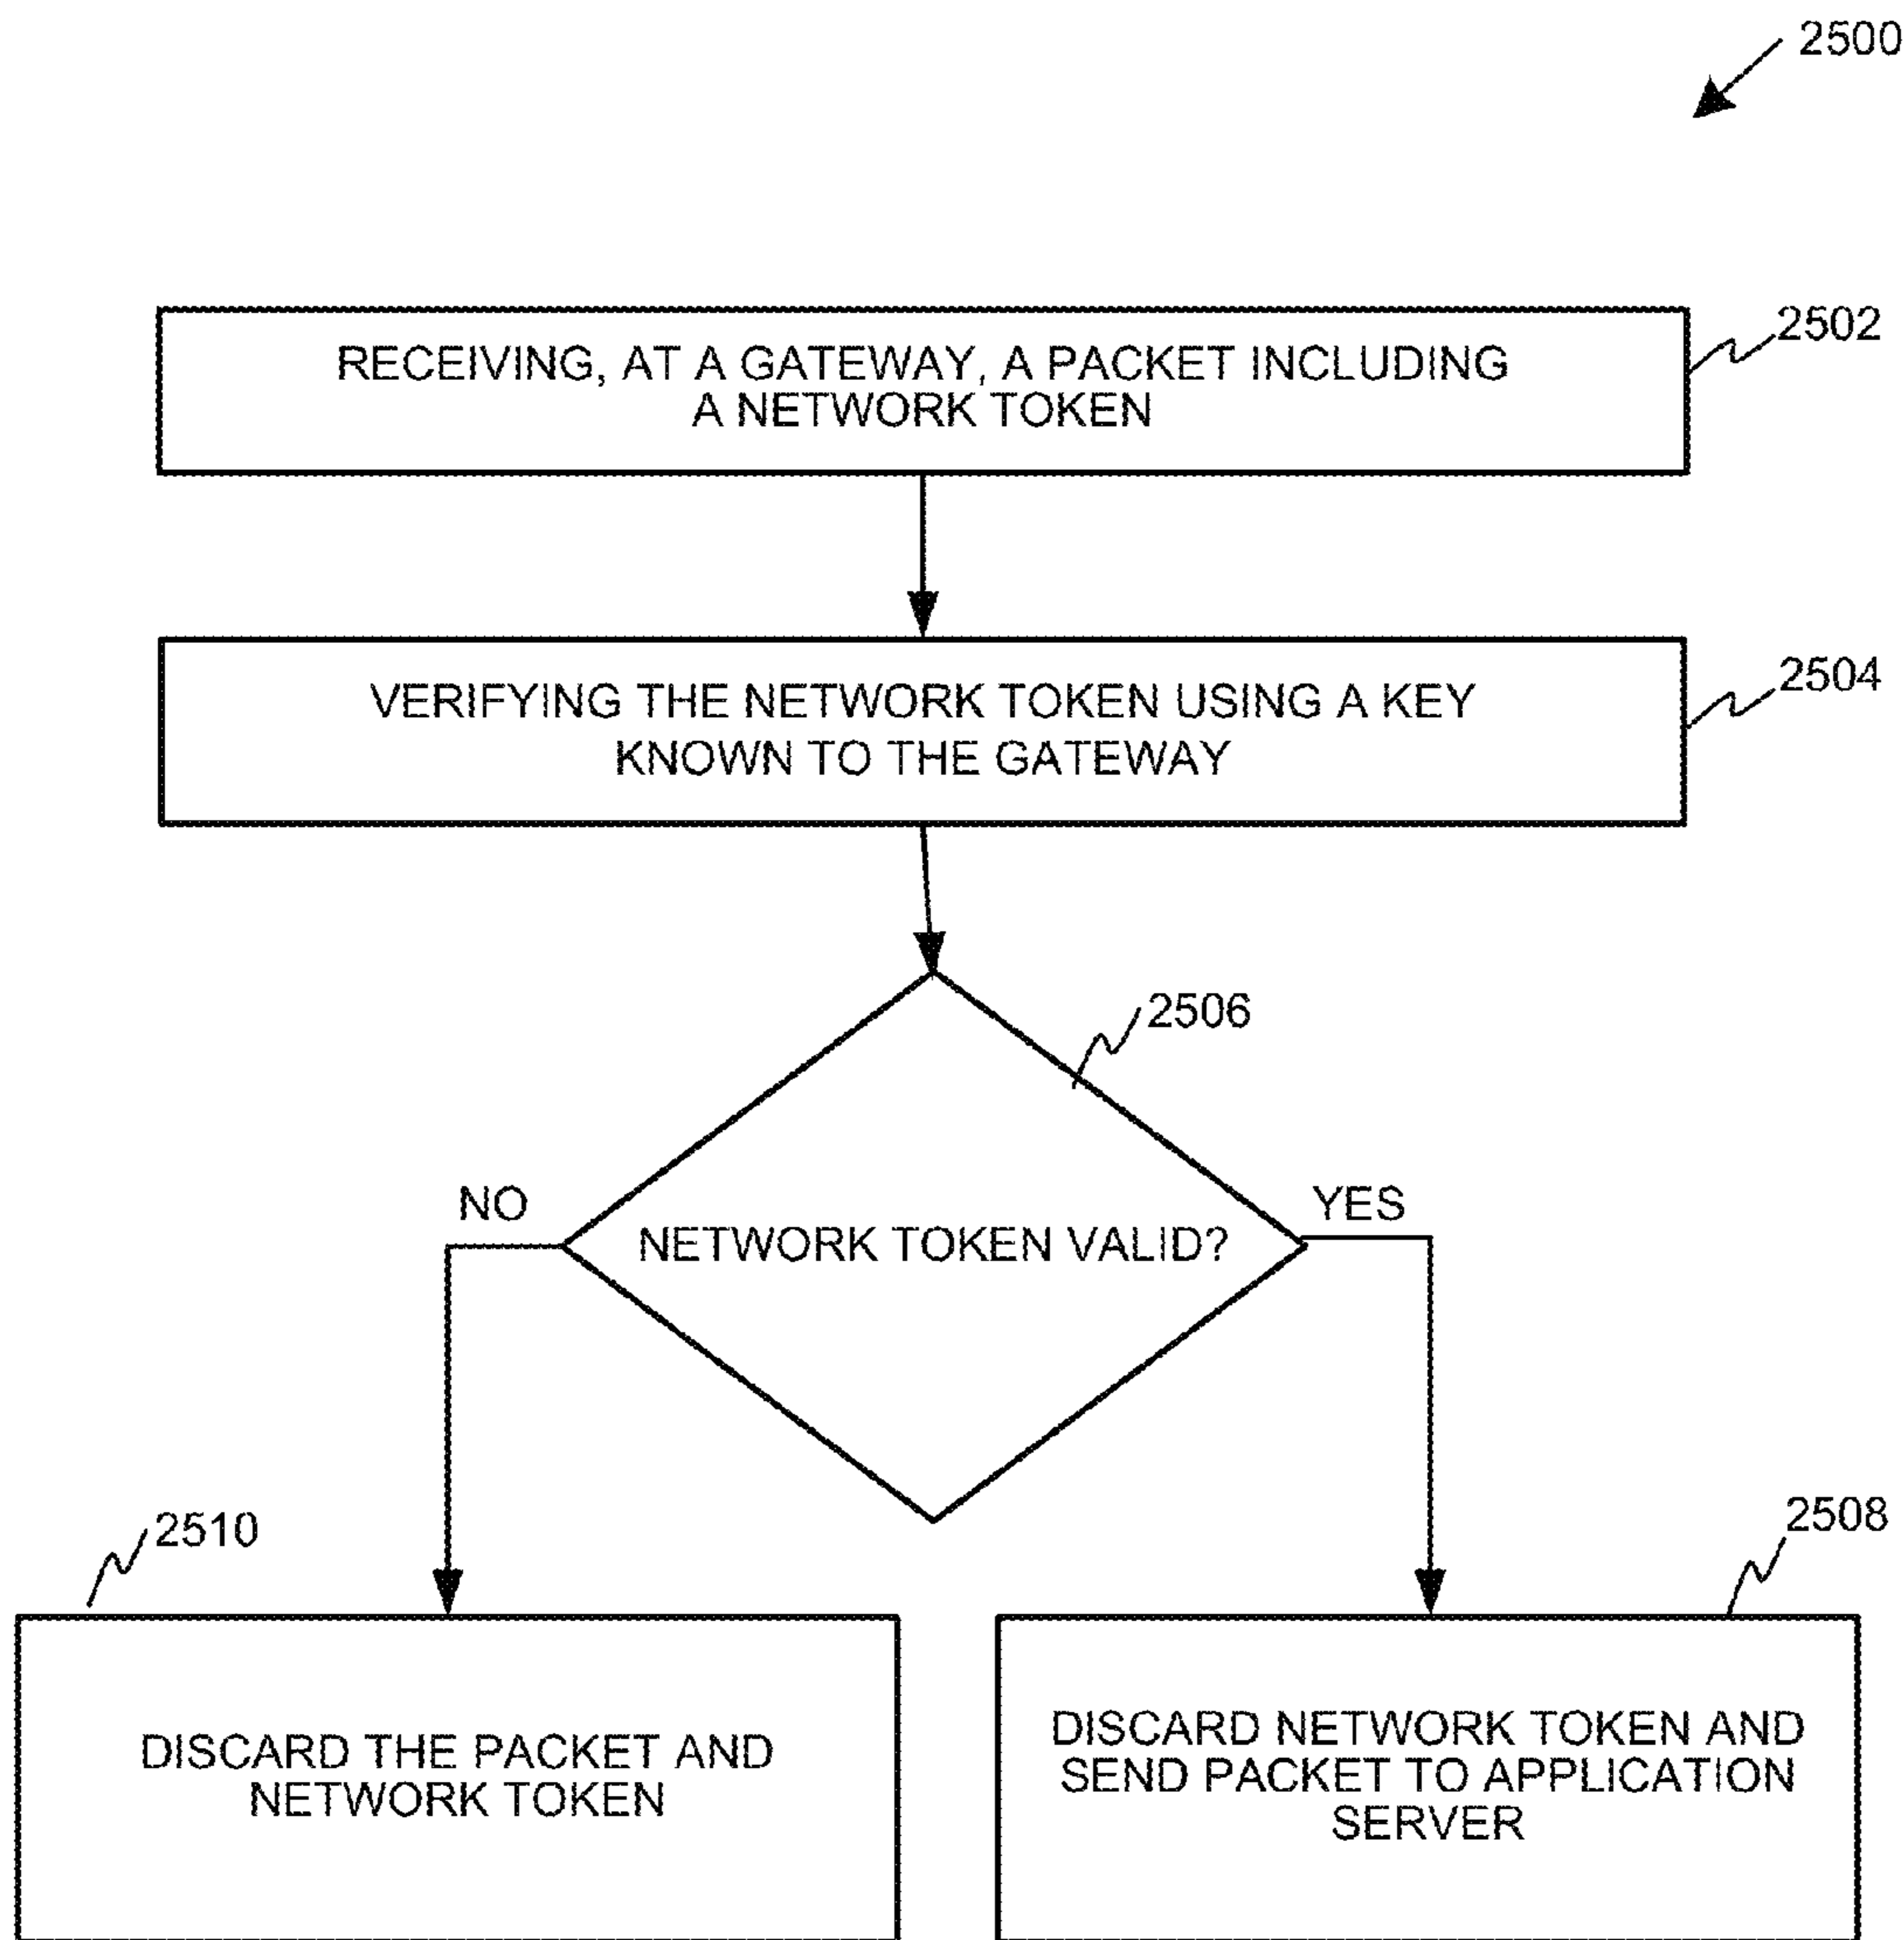 2500
RECEIVING, AT A GATEWAY, A PACKET INCLUDING
A NETWORK TOKEN
2502
VERIFYING THE NETWORK TOKEN USING A KEY
KNOWN TO THE GATEWAY
2504
2506
NO
NETWORK TOKEN VALID?
YES
2510
2508
DISCARD THE PACKET AND
NETWORK TOKEN
DISCARD NETWORK TOKEN AND
SEND PACKET TO APPLICATION
SERVER